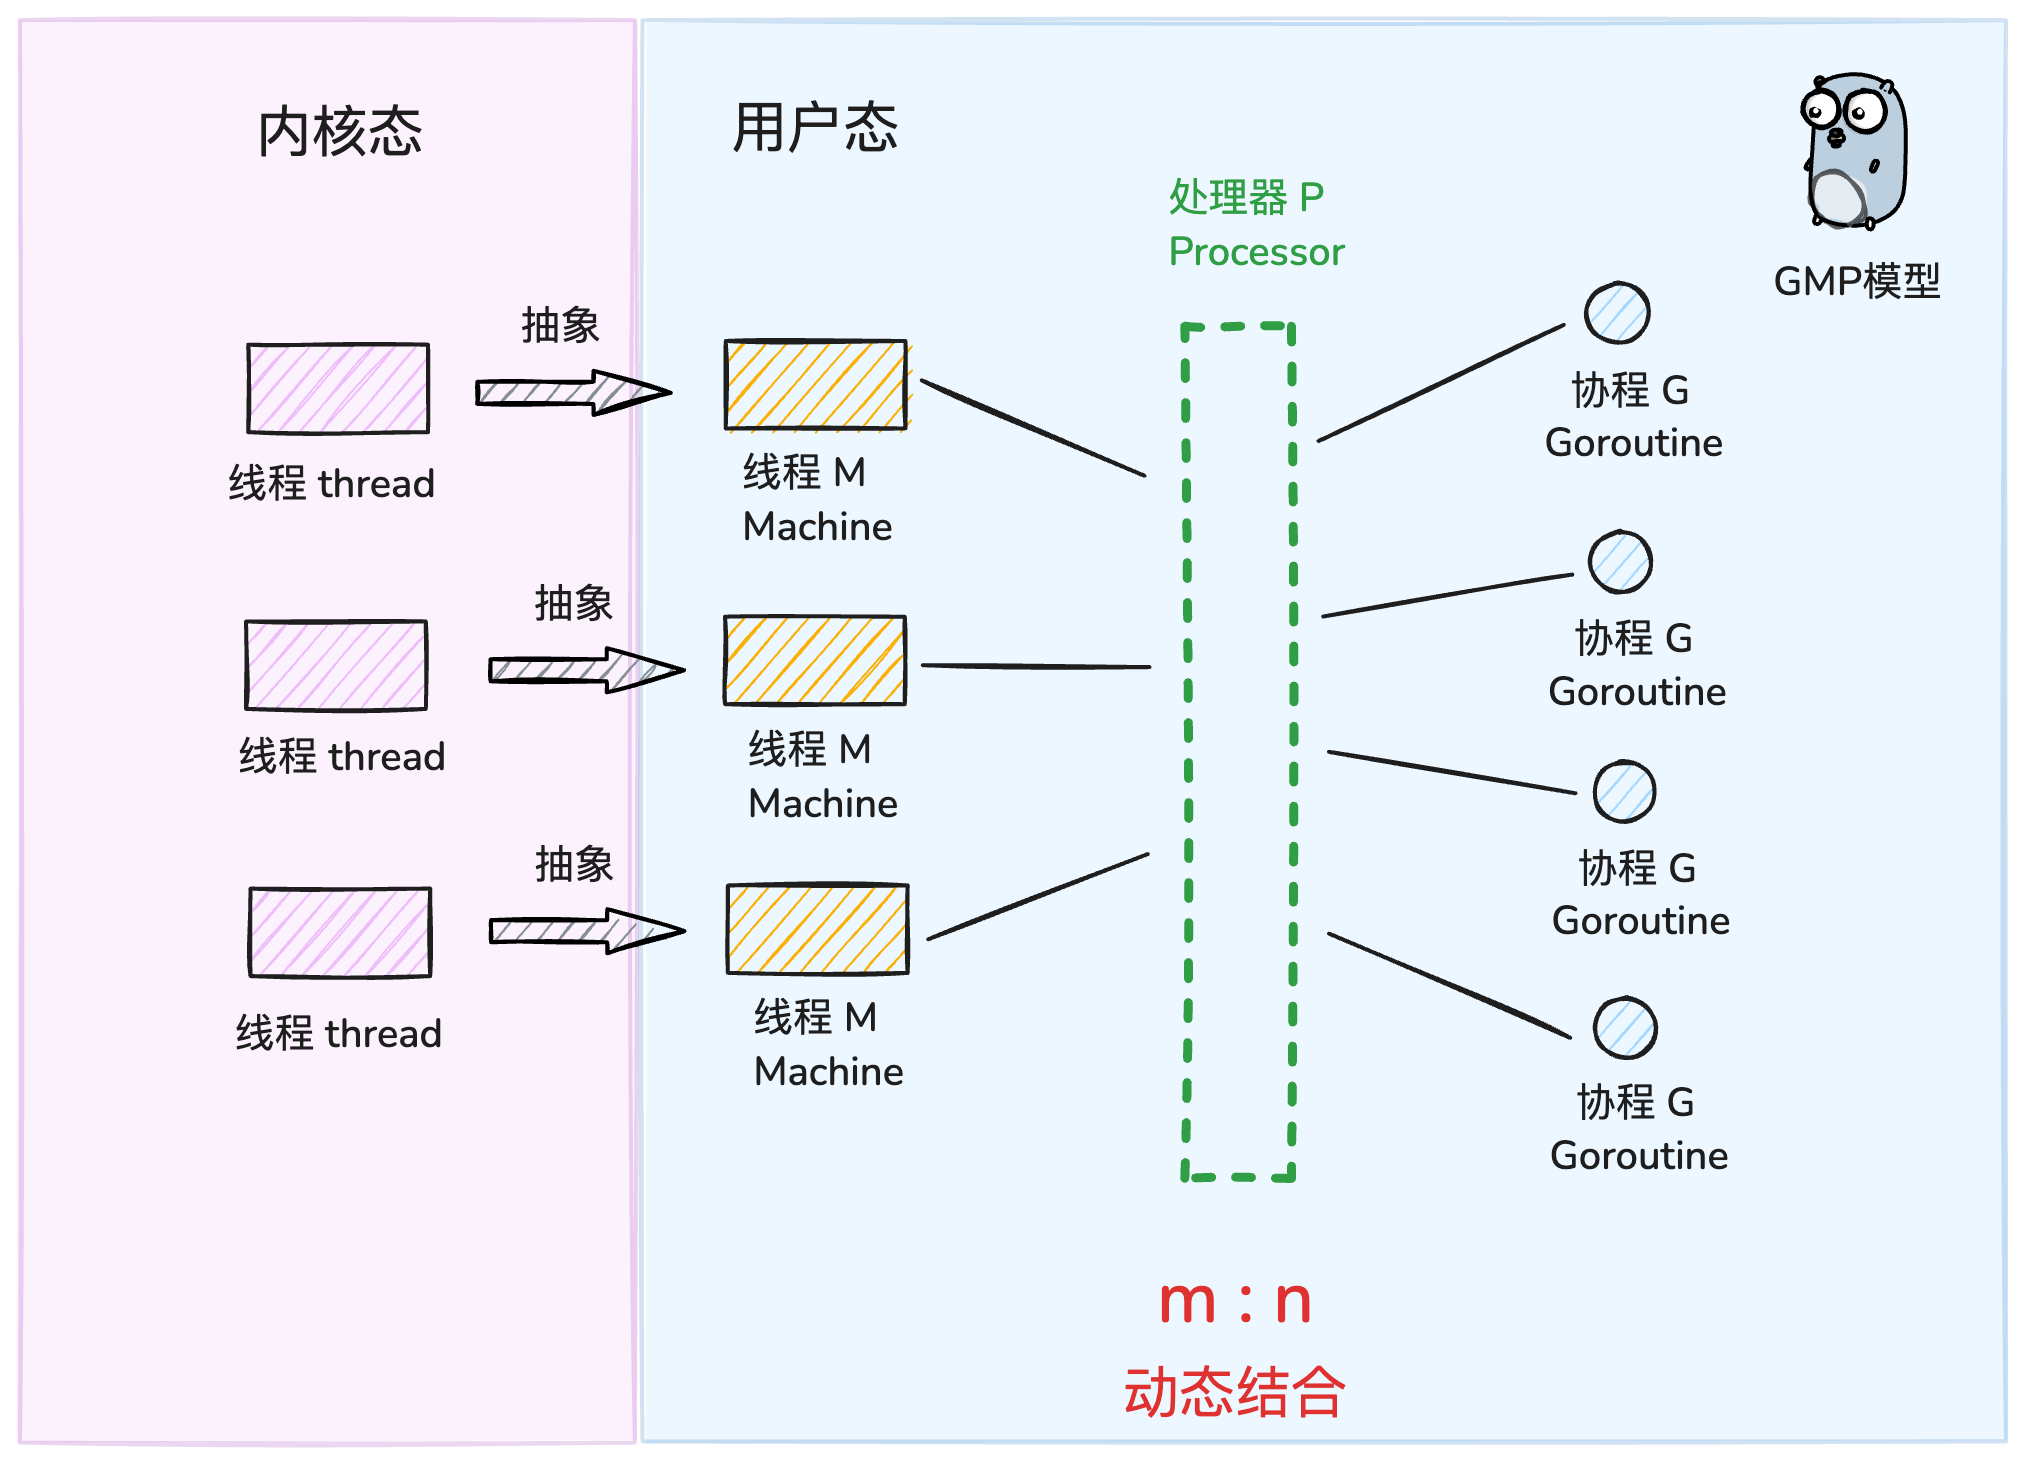 内核态
用户态
处理器 P
Processor
GMP模型
抽象
线程 thread
线程 M
Machine
协程 G
Goroutine
抽象
线程 thread
线程 M
Machine
协程 G
Goroutine
抽象
线程 thread
线程 M
Machine
协程 G
Goroutine
协程 G
Goroutine
m : n
动态结合